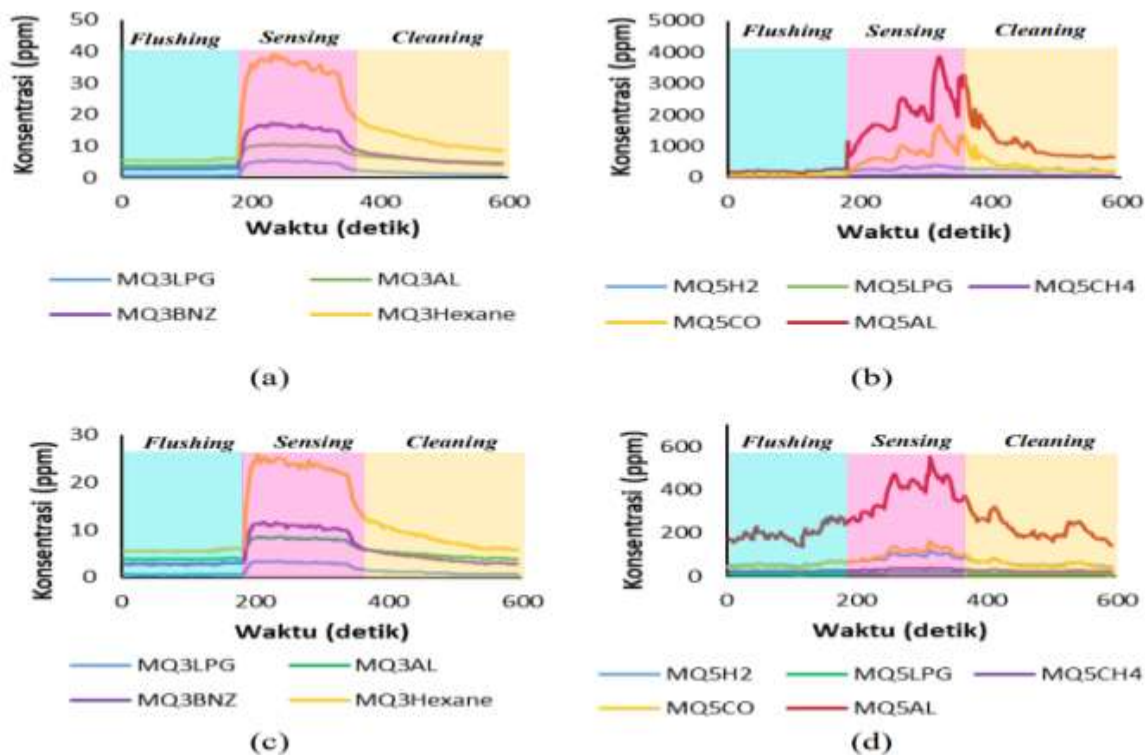 50
40
30
20
10
0
Konsentrasi (ppm)
Flushing Sensing Cleaning
0 200 400 600
Waktu (detik)
MQ3LPG MQ3AL
MQ3BNZ MQ3Hexane
(a)
5000
4000
3000
2000
1000
0
Konsentrasi (ppm)
Flushing Sensing Cleaning
0 200 400 600
Waktu (detik)
MQ5H2 MQ5LPG MQ5CH4
MQ5CO MQ5AL
(b)
30
20
10
0
Konsentrasi (ppm)
Flushing Sensing Cleaning
0 200 400 600
Waktu (detik)
MQ3LPG MQ3AL
MQ3BNZ MQ3Hexane
(c)
600
400
200
0
Konsentrasi (ppm)
Flushing Sensing Cleaning
0 200 400 600
Waktu (detik)
MQ5H2 MQ5LPG MQ5CH4
MQ5CO MQ5AL
(d)